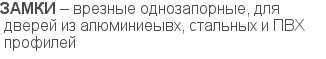 ЗАМКИ – врезные однозапорные, для
дверей из алюминиеывх, стальных и ПВХ
профилей